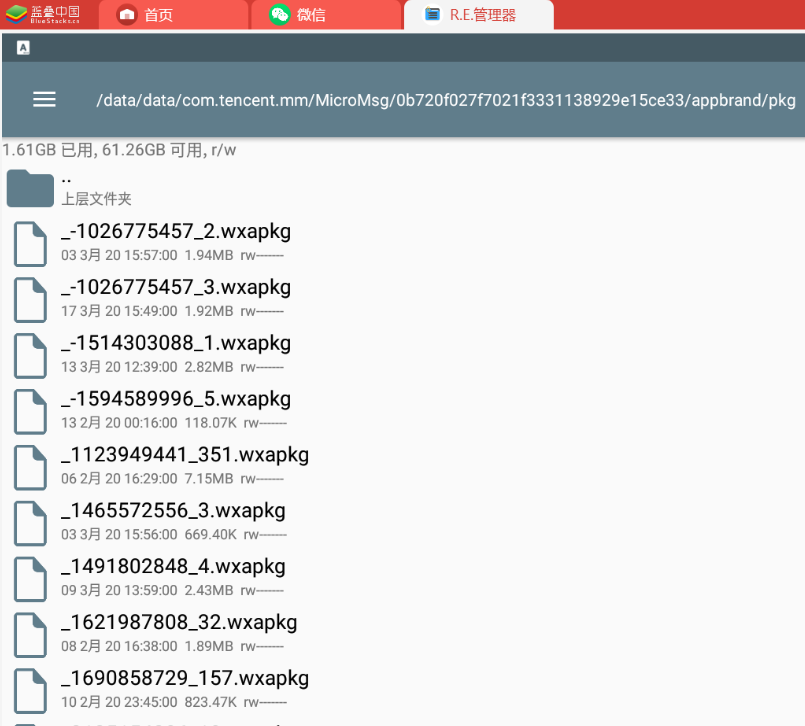 蓝叠中国
BlueStacks.cn
首页
微信
R.E.管理器
A
/data/data/com.tencent.mm/MicroMsg/0b720f027f7021f3331138929e15ce33/appbrand/pkg
1.61GB 已用, 61.26GB 可用, r/w
..
上层文件夹
_-1026775457_2.wxapkg
03 3月 20 15:57:00 1.94MB rw-------
_-1026775457_3.wxapkg
17 3月 20 15:49:00 1.92MB rw-------
_-1514303088_1.wxapkg
13 3月 20 12:39:00 2.82MB rw-------
_-1594589996_5.wxapkg
13 2月 20 00:16:00 118.07K rw-------
_1123949441_351.wxapkg
06 2月 20 16:29:00 7.15MB rw-------
_1465572556_3.wxapkg
03 3月 20 15:56:00 669.40K rw-------
_1491802848_4.wxapkg
09 3月 20 13:59:00 2.43MB rw-------
_1621987808_32.wxapkg
08 2月 20 16:38:00 1.89MB rw-------
_1690858729_157.wxapkg
10 2月 20 23:45:00 823.47K rw-------